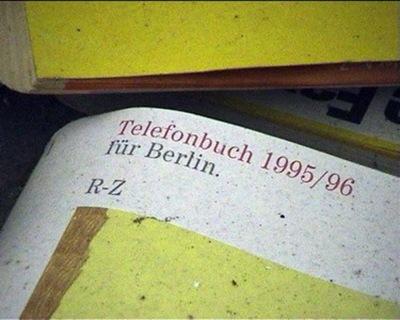 Telefonbuch 1995/96
für Berlin.
R-Z